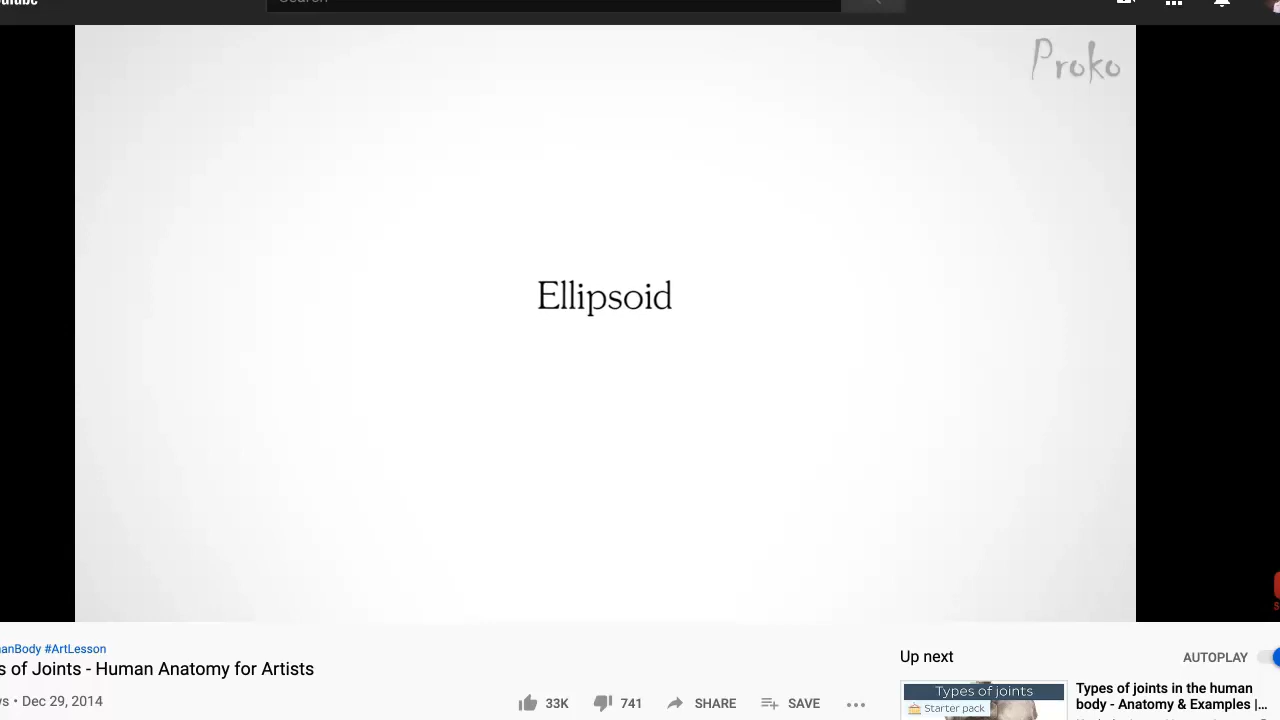 Proko
Ellipsoid
#ArtLesson
of Joints - Human Anatomy for Artists
• Dec 29, 2014
33K
741
SHARE
SAVE
Up next
AUTOPLAY
Types of joints
Starter pack
Types of joints in the human
body - Anatomy & Examples |...